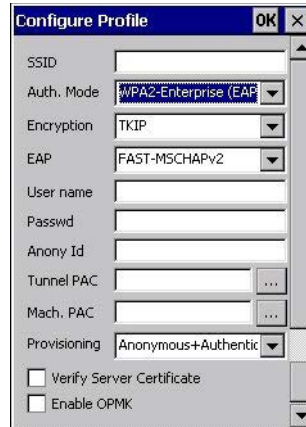 Configure Profile OK ×
SSID
Auth. Mode WPA2-Enterprise (EAP
Encryption TKIP
EAP FAST-MSCHAPv2
User name
Passwd
Anony Id
Tunnel PAC ...
Mach. PAC ...
Provisioning Anonymous+Authentic
Verify Server Certificate
Enable OPMK